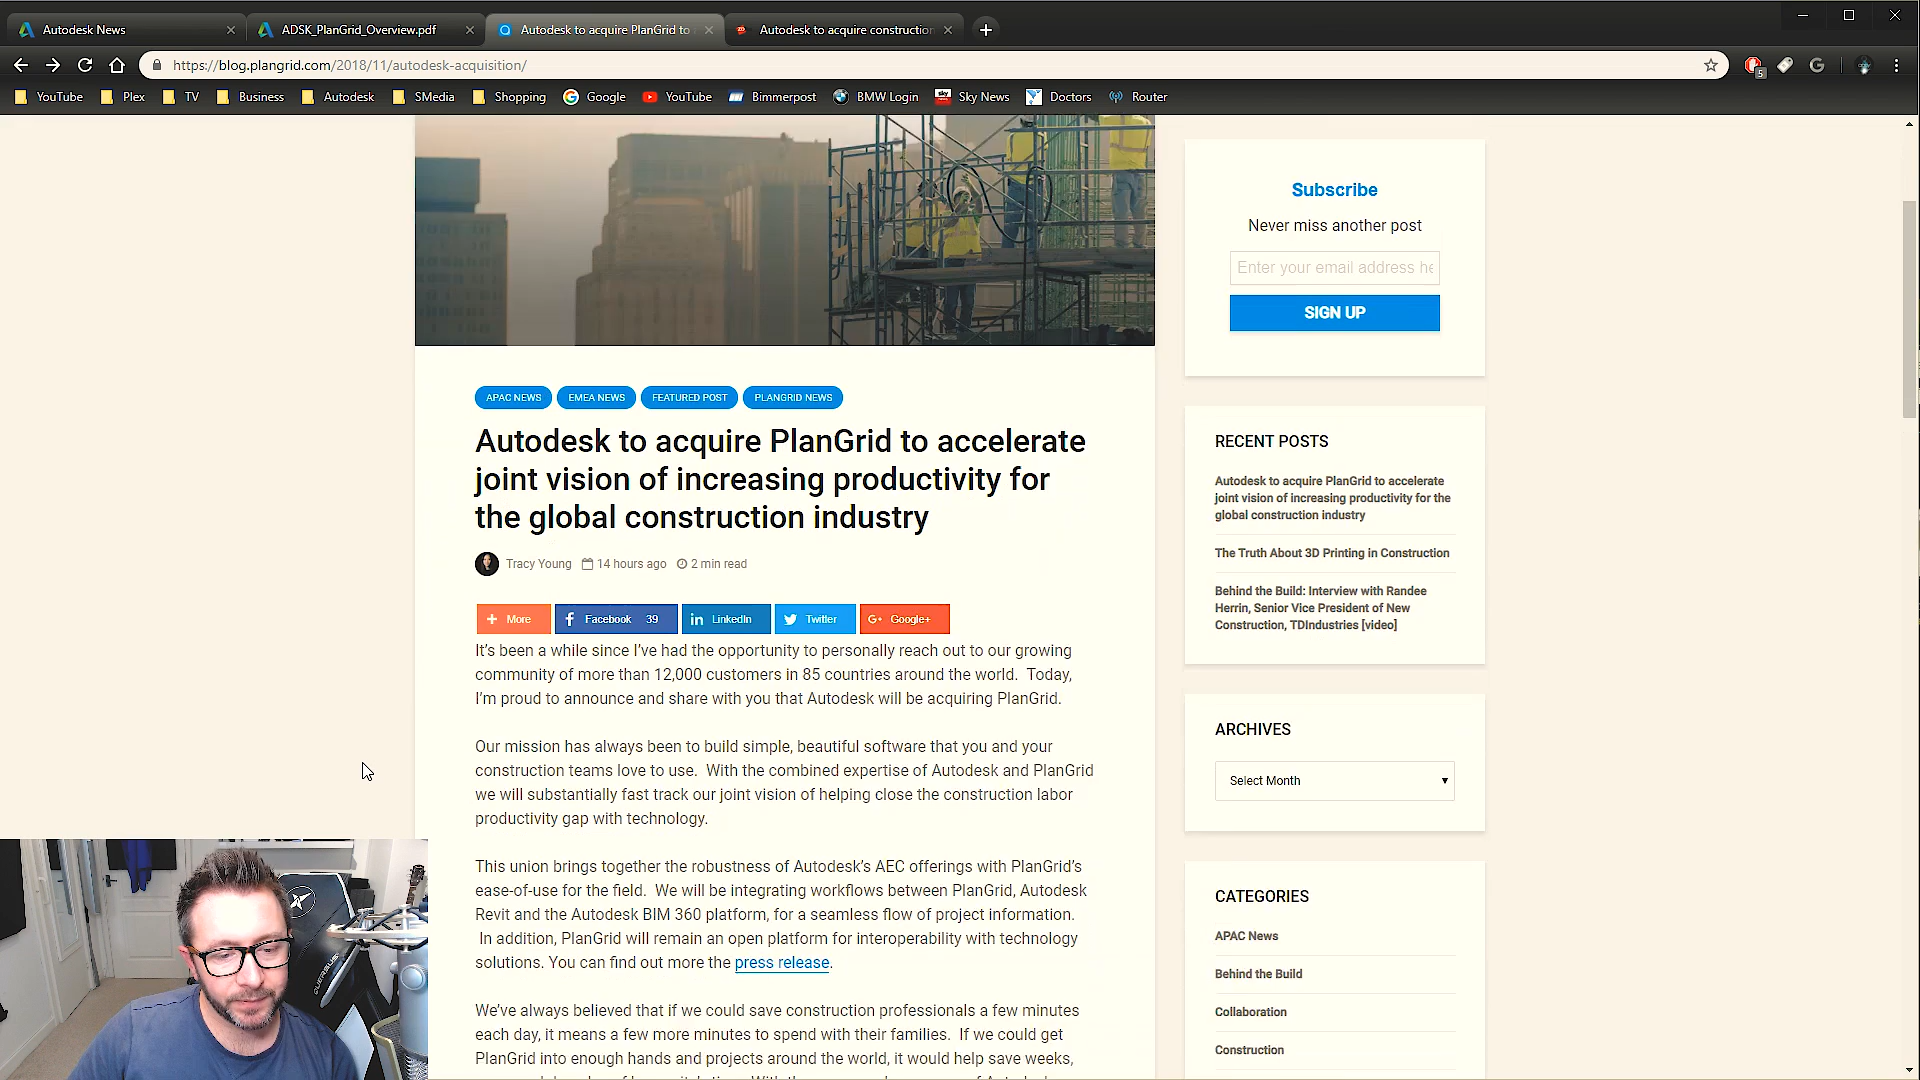 Autodesk News
ADSK_PlanGrid_Overview.pdf
Autodesk to acquire PlanGrid to
Autodesk to acquire construction
https://blog.plangrid.com/2018/11/autodesk-acquisition/
5
YouTube
Plex
TV
Business
Autodesk
SMedia
Shopping
Google
YouTube
Bimmerpost
BMW Login
Sky News
Doctors
Router
Subscribe
Never miss another post
Enter your email address he
SIGN UP
APAC NEWS
EMEA NEWS
FEATURED POST
PLANGRID NEWS
Autodesk to acquire PlanGrid to accelerate
joint vision of increasing productivity for
the global construction industry
Tracy Young 14 hours ago 2 min read
More
Facebook 39
LinkedIn
Twitter
Google+
It's been a while since I've had the opportunity to personally reach out to our growing
community of more than 12,000 customers in 85 countries around the world. Today,
I'm proud to announce and share with you that Autodesk will be acquiring PlanGrid.
Our mission has always been to build simple, beautiful software that you and your
construction teams love to use. With the combined expertise of Autodesk and PlanGrid
we will substantially fast track our joint vision of helping close the construction labor
productivity gap with technology.
This union brings together the robustness of Autodesk's AEC offerings with PlanGrid's
ease-of-use for the field. We will be integrating workflows between PlanGrid, Autodesk
Revit and the Autodesk BIM 360 platform, for a seamless flow of project information.
In addition, PlanGrid will remain an open platform for interoperability with technology
solutions. You can find out more the press release.
We've always believed that if we could save construction professionals a few minutes
each day, it means a few more minutes to spend with their families. If we could get
PlanGrid into enough hands and projects around the world, it would help save weeks,
RECENT POSTS
Autodesk to acquire PlanGrid to accelerate
joint vision of increasing productivity for the
global construction industry
The Truth About 3D Printing in Construction
Behind the Build: Interview with Randee
Herrin, Senior Vice President of New
Construction, TDIndustries [video]
ARCHIVES
Select Month
CATEGORIES
APAC News
Behind the Build
Collaboration
Construction